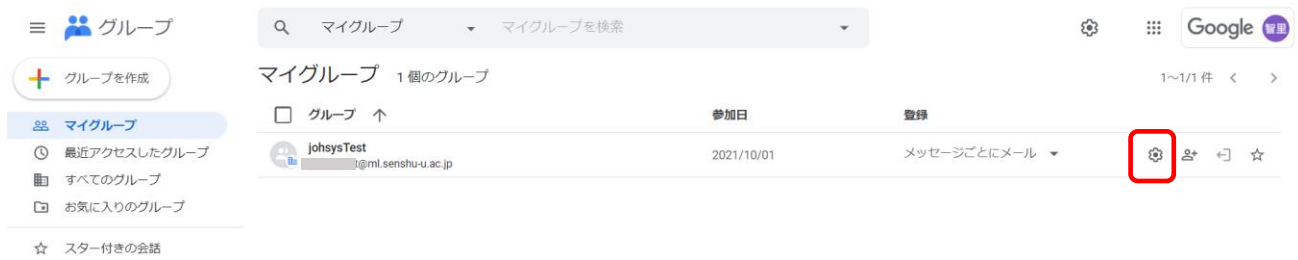 グループ マイグループ マイグループを検索 Google 智里
グループを作成 マイグループ 1 個のグループ 1～1/1 件
グループ 参加日 登録
マイグループ
最近アクセスしたグループ johsysTest 2021/10/01 メッセージごとにメール
t@ml.senshu-u.ac.jp
すべてのグループ
お気に入りのグループ
スター付きの会話